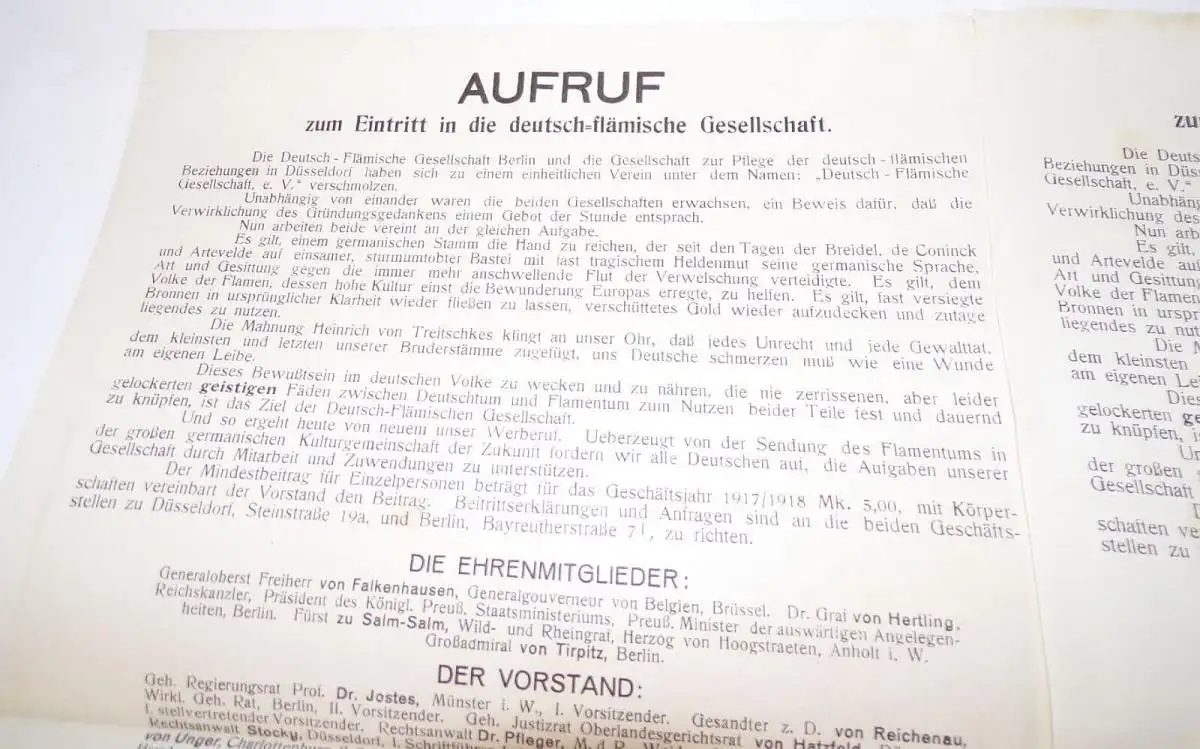 AUFRUF
zum Eintritt in die deutsch=flämische Gesellschaft.
Die Deutsch - Flämische Gesellschaft Berlin und die Gesellschaft zur Pflege der deutsch - flämischen
Beziehungen in Düsseldorf haben sich zu einem einheitlichen Verein unter dem Namen: „Deutsch - Flämische
Gesellschaft, e. V." verschmolzen.
Unabhängig von einander waren die beiden Gesellschaften erwachsen, ein Beweis dafür, daß die
Verwirklichung des Gründungsgedankens einem Gebot der Stunde entsprach.
Nun arbeiten beide vereint an der gleichen Aufgabe.
Es gilt, einem germanischen Stamm die Hand zu reichen, der seit den Tagen der Breidel, de Coninck
und Artevelde auf einsamer, sturmumtobter Bastei mit fast tragischem Heldenmut seine germanische Sprache,
Art und Gesittung gegen die immer mehr anschwellende Flut der Verwelschung verteidigte. Es gilt, dem
Volke der Flamen, dessen hohe Kultur einst die Bewunderung Europas erregte, zu helfen. Es gilt, fast versiegte
Bronnen in ursprünglicher Klarheit wieder fließen zu lassen, verschüttetes Gold wieder aufzudecken und zutage
liegendes zu nutzen.
Die Mahnung Heinrich von Treitschkes klingt an unser Ohr, daß jedes Unrecht und jede Gewalttat,
dem kleinsten und letzten unserer Bruderstämme zugefügt, uns Deutsche schmerzen muß wie eine Wunde
am eigenen Leibe.
Dieses Bewußtsein im deutschen Volke zu wecken und zu nähren, die nie zerrissenen, aber leider
gelockerten geistigen Fäden zwischen Deutschtum und Flamentum zum Nutzen beider Teile fest und dauernd
zu knüpfen, ist das Ziel der Deutsch-Flämischen Gesellschaft.
Und so ergeht heute von neuem unser Werberuf. Ueberzeugt von der Sendung des Flamentums in
der großen germanischen Kulturgemeinschaft der Zukunft fordern wir alle Deutschen auf, die Aufgaben unserer
Gesellschaft durch Mitarbeit und Zuwendungen zu unterstützen.
Der Mindestbeitrag für Einzelpersonen beträgt für das Geschäftsjahr 1917/1918 Mk. 5,00, mit Körper-
schaften vereinbart der Vorstand den Beitrag. Beitrittserklärungen und Anfragen sind an die beiden Geschäfts-
stellen zu Düsseldorf, Steinstraße 19a, und Berlin, Bayreutherstraße 7 I, zu richten.
DIE EHRENMITGLIEDER:
Generaloberst Freiherr von Falkenhausen, Generalgouverneur von Belgien, Brüssel. Dr. Graf von Hertling,
Reichskanzler, Präsident des Königl. Preuß. Staatsministeriums, Preuß. Minister der auswärtigen Angelegen-
heiten, Berlin. Fürst zu Salm-Salm, Wild- und Rheingraf, Herzog von Hoogstraeten, Anholt i. W.
Großadmiral von Tirpitz, Berlin.
DER VORSTAND:
Geh. Regierungsrat Prof. Dr. Jostes, Münster i. W., I. Vorsitzender. Gesandter z. D. von Reichenau,
Wirkl. Geh. Rat, Berlin, II. Vorsitzender. Geh. Justizrat Oberlandesgerichtsrat von Hatzfeld,
I. stellvertretender Vorsitzender. Rechtsanwalt Dr. Pfleger, M. d. R.,
Rechtsanwalt Stocky, Düsseldorf, I. Schriftführer
von Unger, Charlottenburg
zu
Die Deuts
Beziehungen in Düss
Gesellschaft, e. V."
Unabhäng
Verwirklichung des
Nun arbe
Es gilt,
und Artevelde auf
Art und Gesittung
Volke der Flamen
Bronnen in urspr
liegendes zu nut
Die M
dem kleinsten
am eigenen Lei
Dies
gelockerten ge
zu knüpfen, i
Un
der großen
Gesellschaft
D
schaften ve
stellen zu